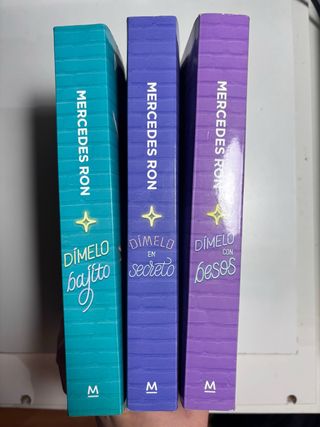 MERCEDES RON
DÍMELO
bajito
M
MERCEDES RON
DÍMELO
EN
secreto
M
MERCEDES RON
DÍMELO
CON
besos
M